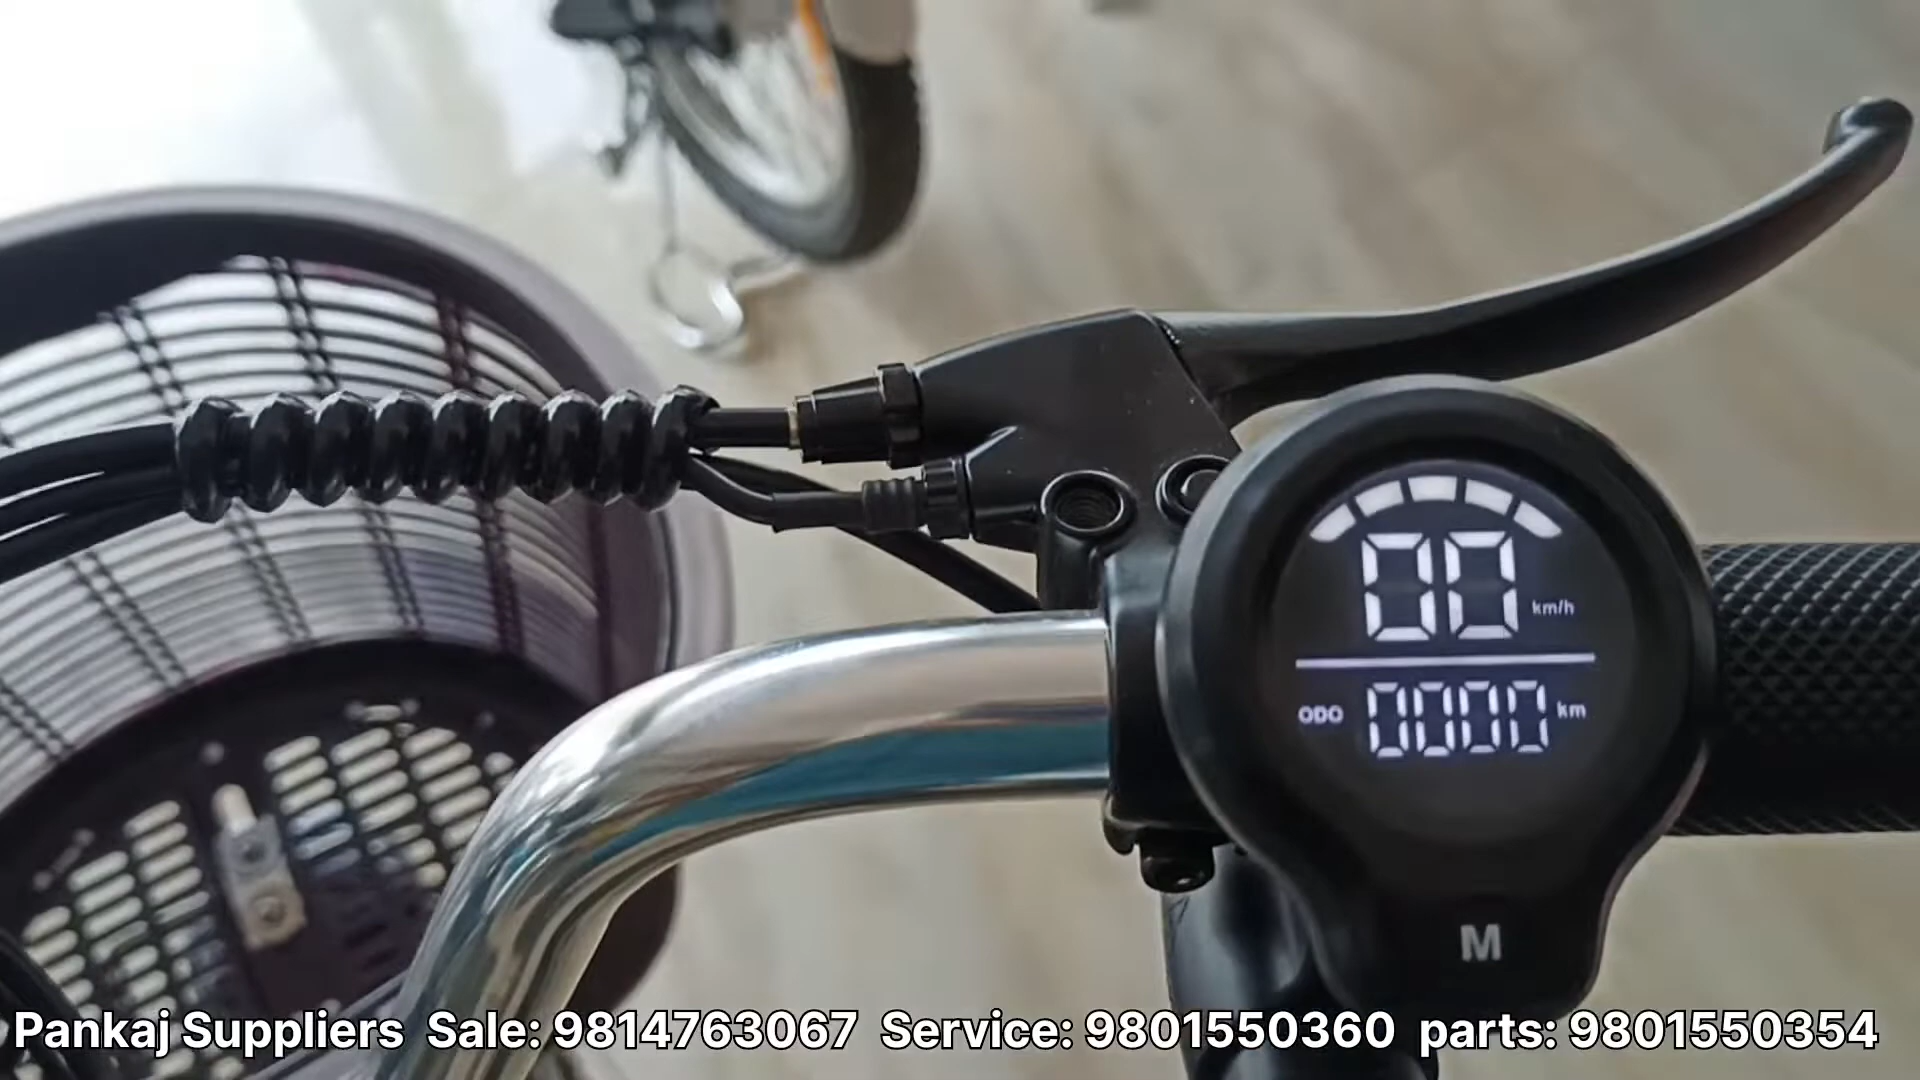 00 km/h
ODO 0000 km
M
Pankaj Suppliers Sale: 9814763067 Service: 9801550360 parts: 9801550354